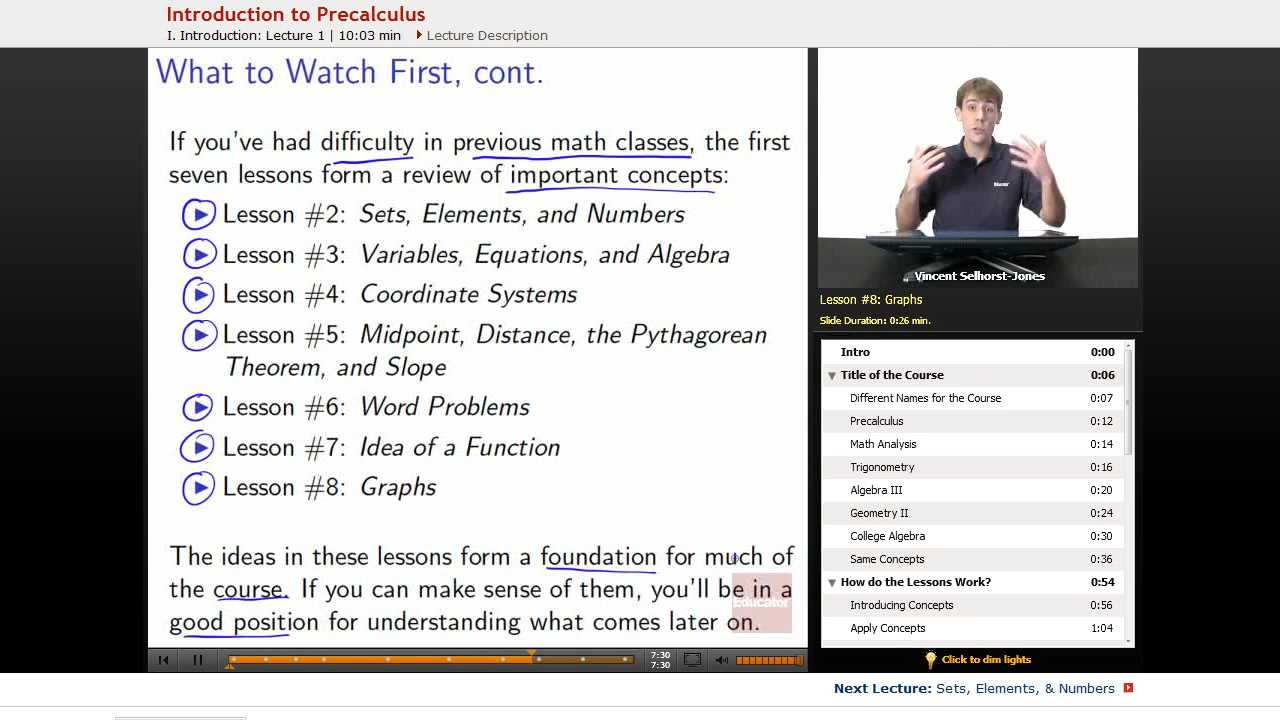 Introduction to Precalculus
I. Introduction: Lecture 1 | 10:03 min
Lecture Description
What to Watch First, cont.
If you've had difficulty in previous math classes, the first
seven lessons form a review of important concepts:
Lesson #2: Sets, Elements, and Numbers
Lesson #3: Variables, Equations, and Algebra
Lesson #4: Coordinate Systems
Lesson #5: Midpoint, Distance, the Pythagorean
Theorem, and Slope
Lesson #6: Word Problems
Lesson #7: Idea of a Function
Lesson #8: Graphs
The ideas in these lessons form a foundation for much of
the course. If you can make sense of them, you'll be in a
good position for understanding what comes later on.
Educator
7:30
7:30
Educator
Vincent Selhorst-Jones
Lesson #8: Graphs
Slide Duration: 0:26 min.
Intro 0:00
Title of the Course 0:06
Different Names for the Course 0:07
Precalculus 0:12
Math Analysis 0:14
Trigonometry 0:16
Algebra III 0:20
Geometry II 0:24
College Algebra 0:30
Same Concepts 0:36
How do the Lessons Work? 0:54
Introducing Concepts 0:56
Apply Concepts 1:04
Click to dim lights
Next Lecture: Sets, Elements, & Numbers